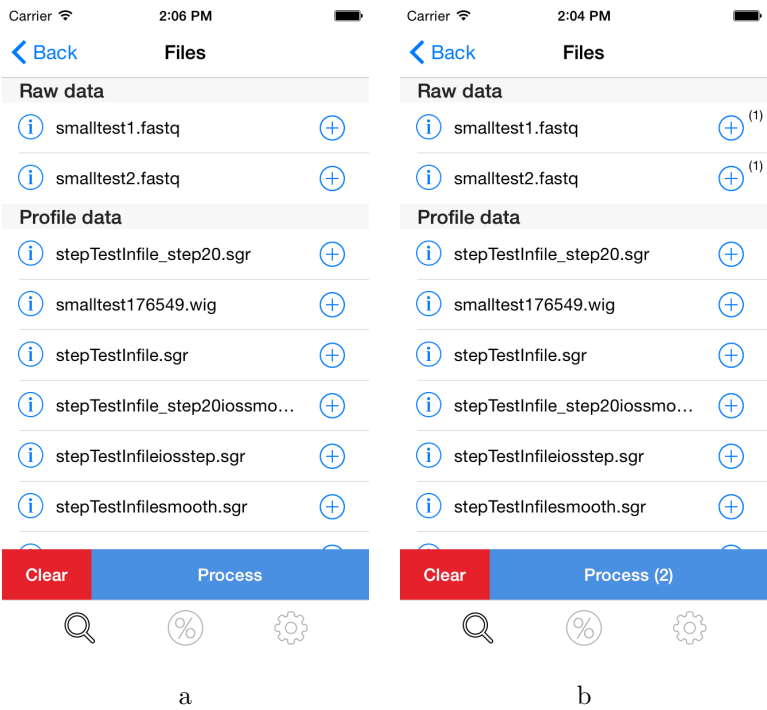 Carrier 2:06 PM
Back Files
Raw data
smalltest1.fastq
smalltest2.fastq
Profile data
stepTestInfile_step20.sgr
smalltest176549.wig
stepTestInfile.sgr
stepTestInfile_step20iossmo...
stepTestInfileiosstep.sgr
stepTestInfilesmooth.sgr
Clear Process
%
a
Carrier 2:04 PM
Back Files
Raw data
smalltest1.fastq (1)
smalltest2.fastq (1)
Profile data
stepTestInfile_step20.sgr
smalltest176549.wig
stepTestInfile.sgr
stepTestInfile_step20iossmo...
stepTestInfileiosstep.sgr
stepTestInfilesmooth.sgr
Clear Process (2)
%
b